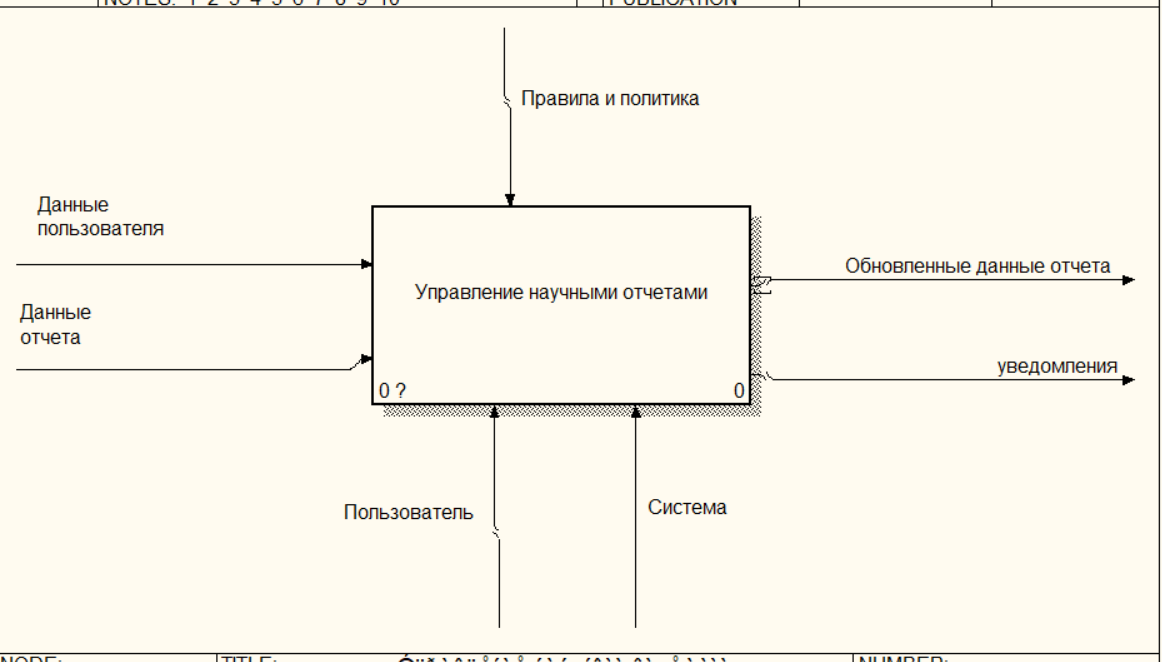 NOTES: 1 2 3 4 5 6 7 8 9 10
PUBLICATION
Правила и политика
Данные
пользователя
Обновленные данные отчета
Управление научными отчетами
Данные
отчета
уведомления
0 ?
0
Пользователь
Система
NODE:
TITLE:
NUMBER: